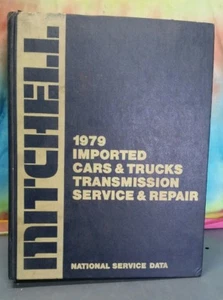 MITCHELL
1979
IMPORTED
CARS & TRUCKS
TRANSMISSION
SERVICE & REPAIR
NATIONAL SERVICE DATA